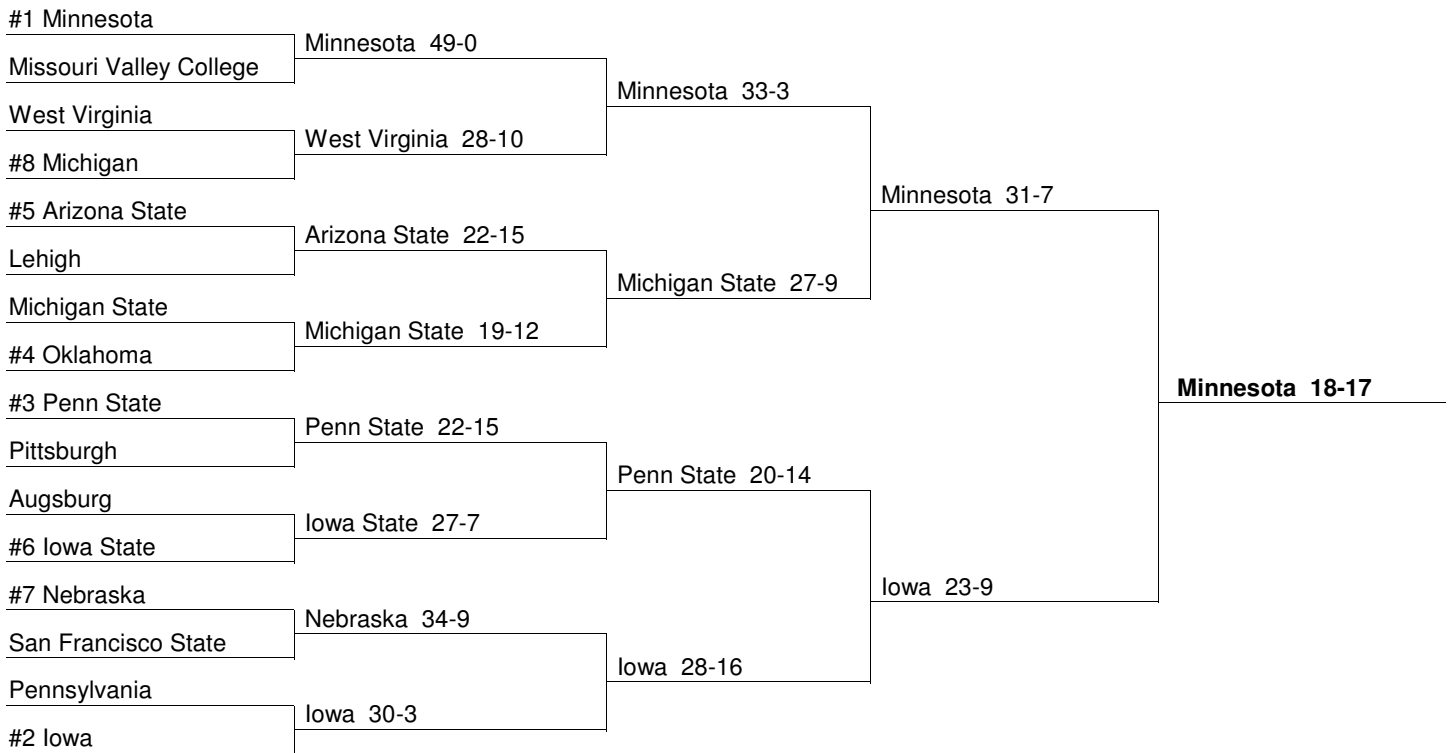 #1 Minnesota
Missouri Valley College
West Virginia
#8 Michigan
#5 Arizona State
Lehigh
Michigan State
#4 Oklahoma
#3 Penn State
Pittsburgh
Augsburg
#6 Iowa State
#7 Nebraska
San Francisco State
Pennsylvania
#2 Iowa
Minnesota 49-0
West Virginia 28-10
Arizona State 22-15
Michigan State 19-12
Penn State 22-15
Iowa State 27-7
Nebraska 34-9
Iowa 30-3
Minnesota 33-3
Michigan State 27-9
Penn State 20-14
Iowa 28-16
Minnesota 31-7
Iowa 23-9
Minnesota 18-17